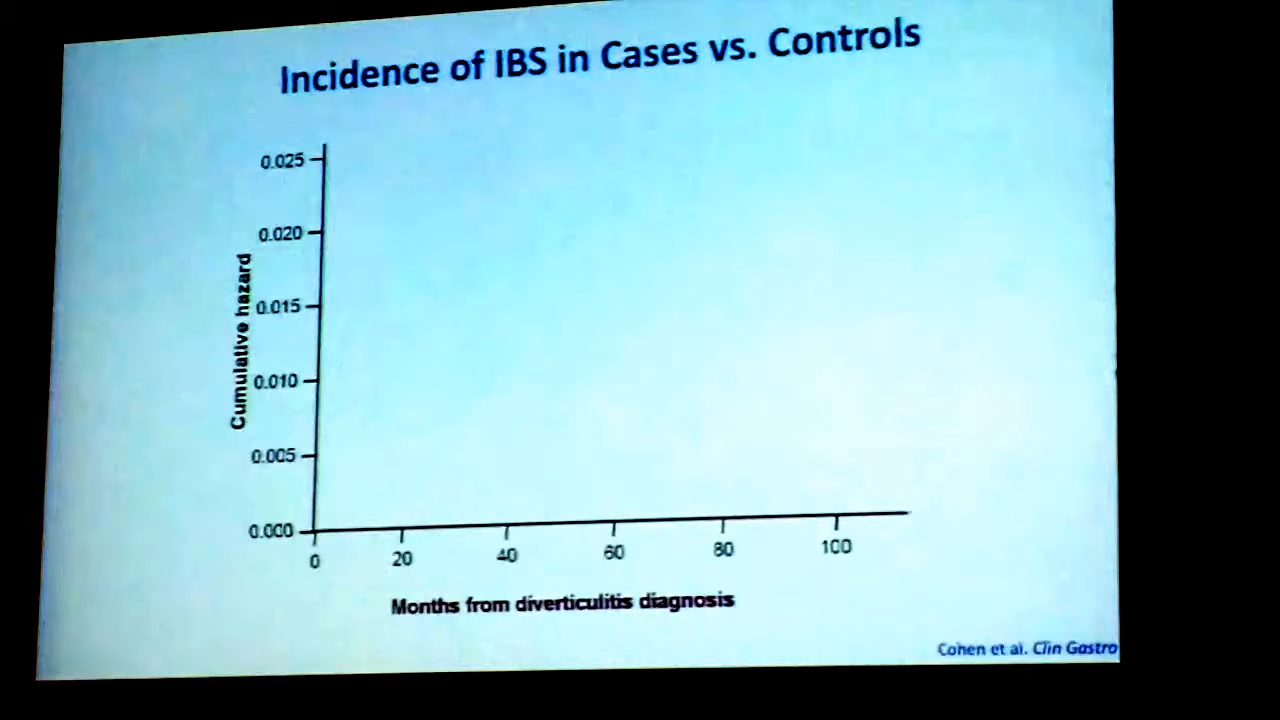 Incidence of IBS in Cases vs. Controls
0.025
0.020
0.015
0.010
0.005
0.000
Cumulative hazard
0 20 40 60 80 100
Months from diverticulitis diagnosis
Cohen et al. Clin Gastro